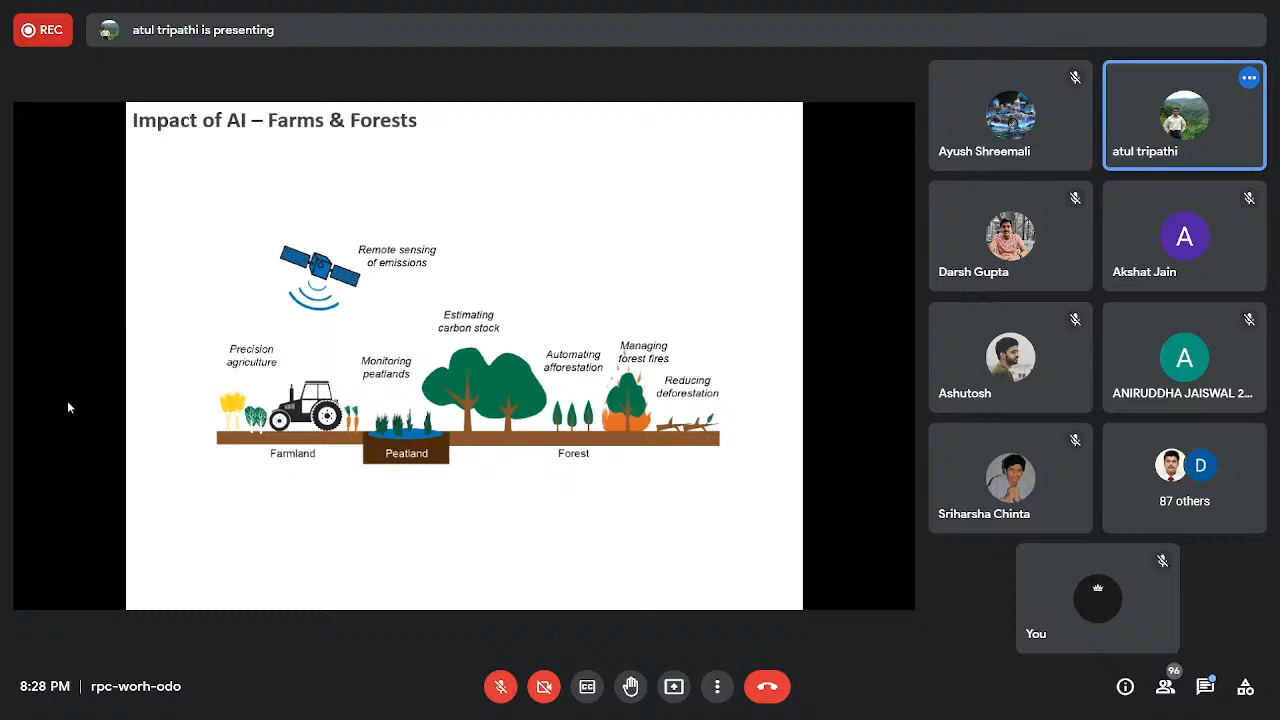 REC
atul tripathi is presenting
Impact of AI – Farms & Forests
Remote sensing
of emissions
Estimating
carbon stock
Precision
agriculture
Monitoring
peatlands
Automating
afforestation
Managing
forest fires
Reducing
deforestation
Farmland
Peatland
Forest
Ayush Shreemali
atul tripathi
Darsh Gupta
A
Akshat Jain
Ashutosh
A
ANIRUDDHA JAISWAL 2...
Sriharsha Chinta
D
87 others
You
8:28 PM
rpc-worh-odo
96